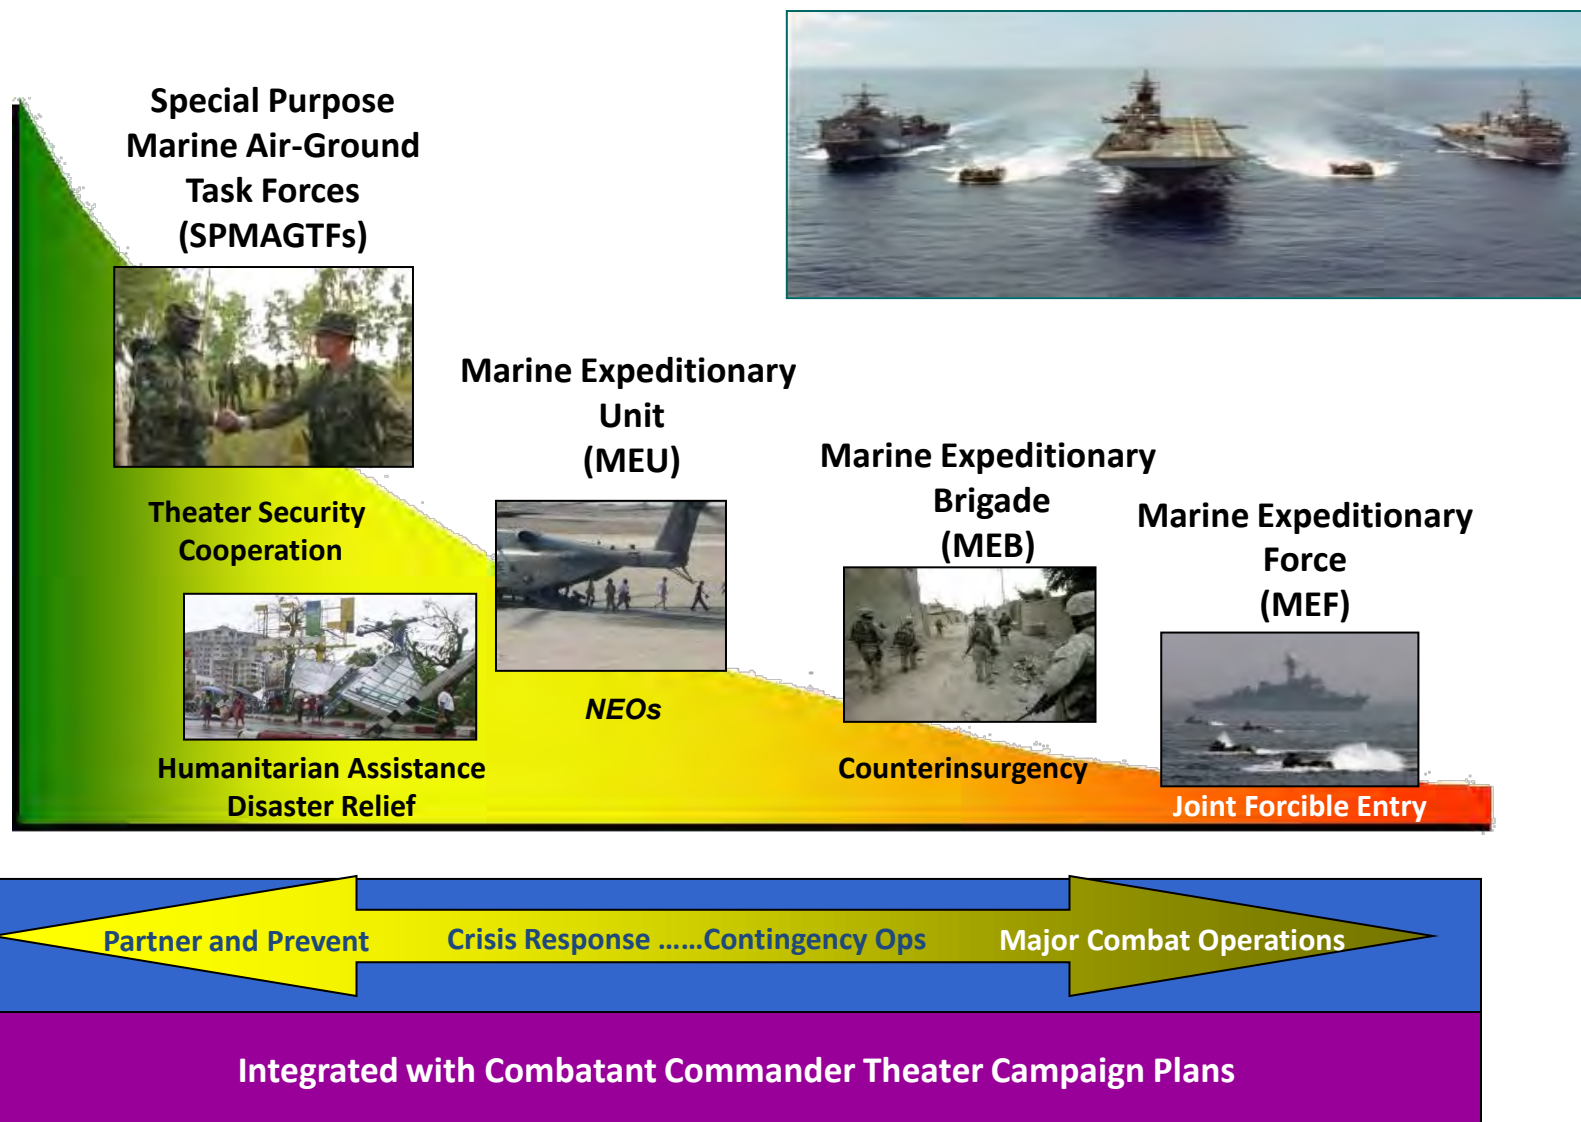 Special Purpose
Marine Air-Ground
Task Forces
(SPMAGTFs)
Theater Security
Cooperation
Humanitarian Assistance
Disaster Relief
Marine Expeditionary
Unit
(MEU)
NEOs
Marine Expeditionary
Brigade
(MEB)
Counterinsurgency
Marine Expeditionary
Force
(MEF)
Joint Forcible Entry
Partner and Prevent
Crisis Response ......Contingency Ops
Major Combat Operations
Integrated with Combatant Commander Theater Campaign Plans